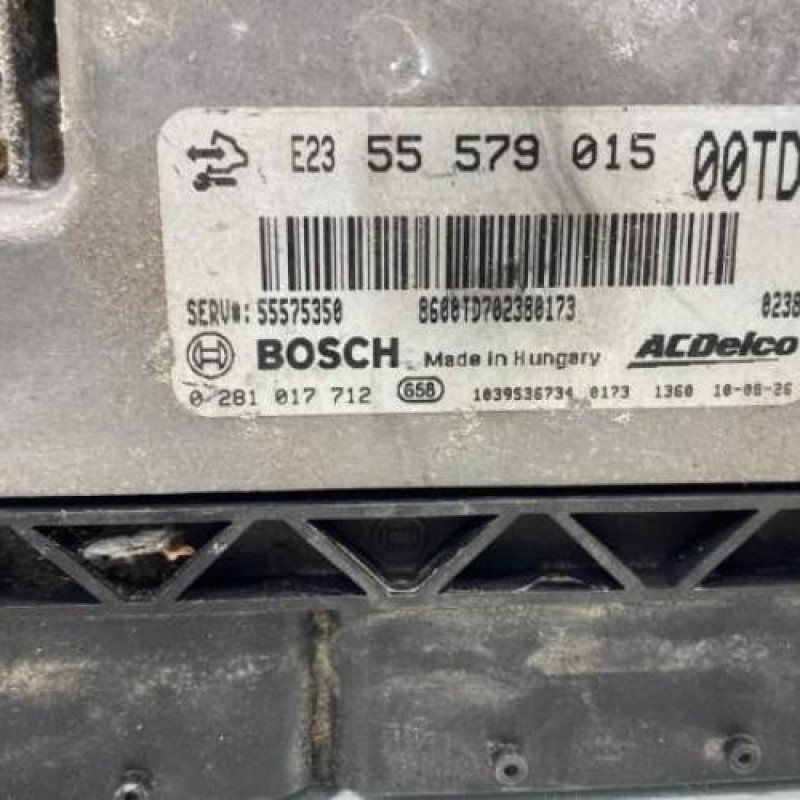 E23 55 579 015 00TD
SERV#: 55575350 8600TD702380173 0238
BOSCH Made in Hungary ACDelco
0 281 017 712 G58 1039S36734 0173 1360 10-08-26